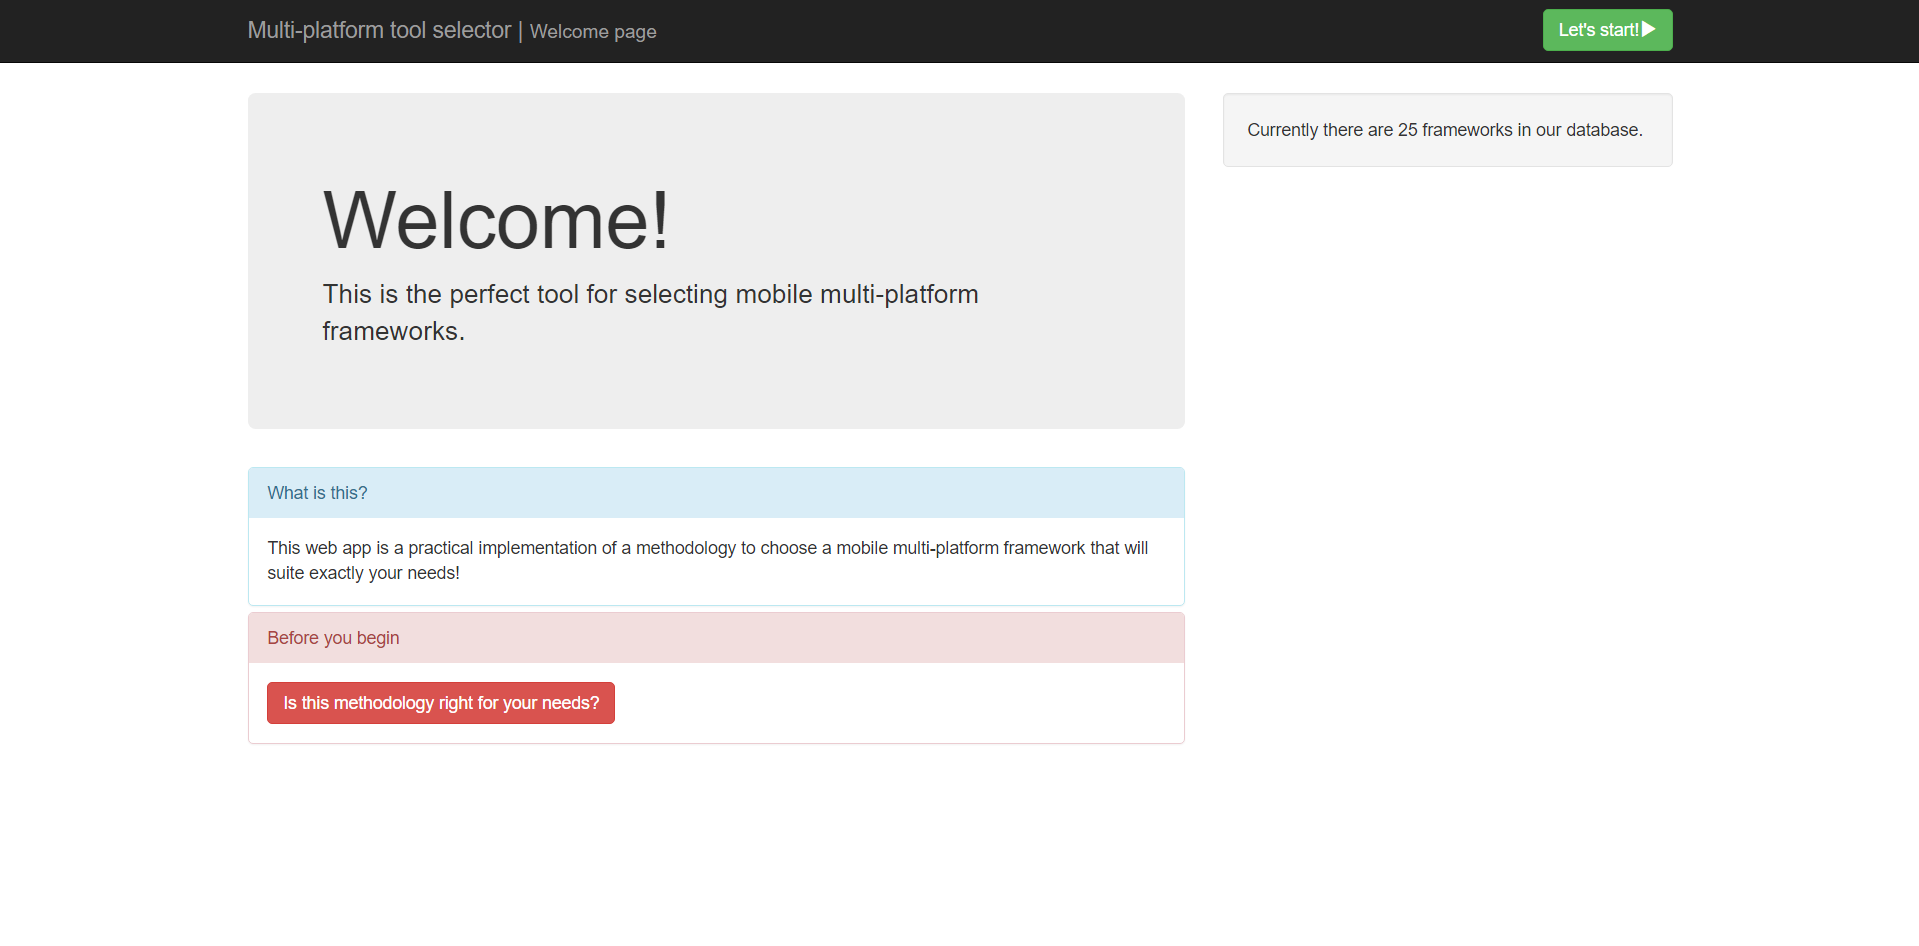 Multi-platform tool selector | Welcome page
Let's start!
Welcome!
This is the perfect tool for selecting mobile multi-platform
frameworks.
Currently there are 25 frameworks in our database.
What is this?
This web app is a practical implementation of a methodology to choose a mobile multi-platform framework that will
suite exactly your needs!
Before you begin
Is this methodology right for your needs?